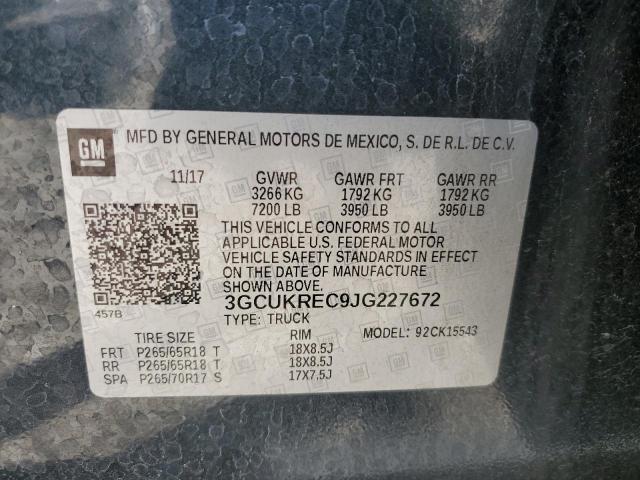 GM
MFD BY GENERAL MOTORS DE MEXICO, S. DE R.L. DE C.V.
11/17 GVWR GAWR FRT GAWR RR
3266 KG 1792 KG 1792 KG
7200 LB 3950 LB 3950 LB
THIS VEHICLE CONFORMS TO ALL
APPLICABLE U.S. FEDERAL MOTOR
VEHICLE SAFETY STANDARDS IN EFFECT
ON THE DATE OF MANUFACTURE
SHOWN ABOVE.
457B 3GCUKREC9JG227672
TYPE: TRUCK MODEL: 92CK15543
TIRE SIZE RIM
FRT P265/65R18 T 18X8.5J
RR P265/65R18 T 18X8.5J
SPA P265/70R17 S 17X7.5J